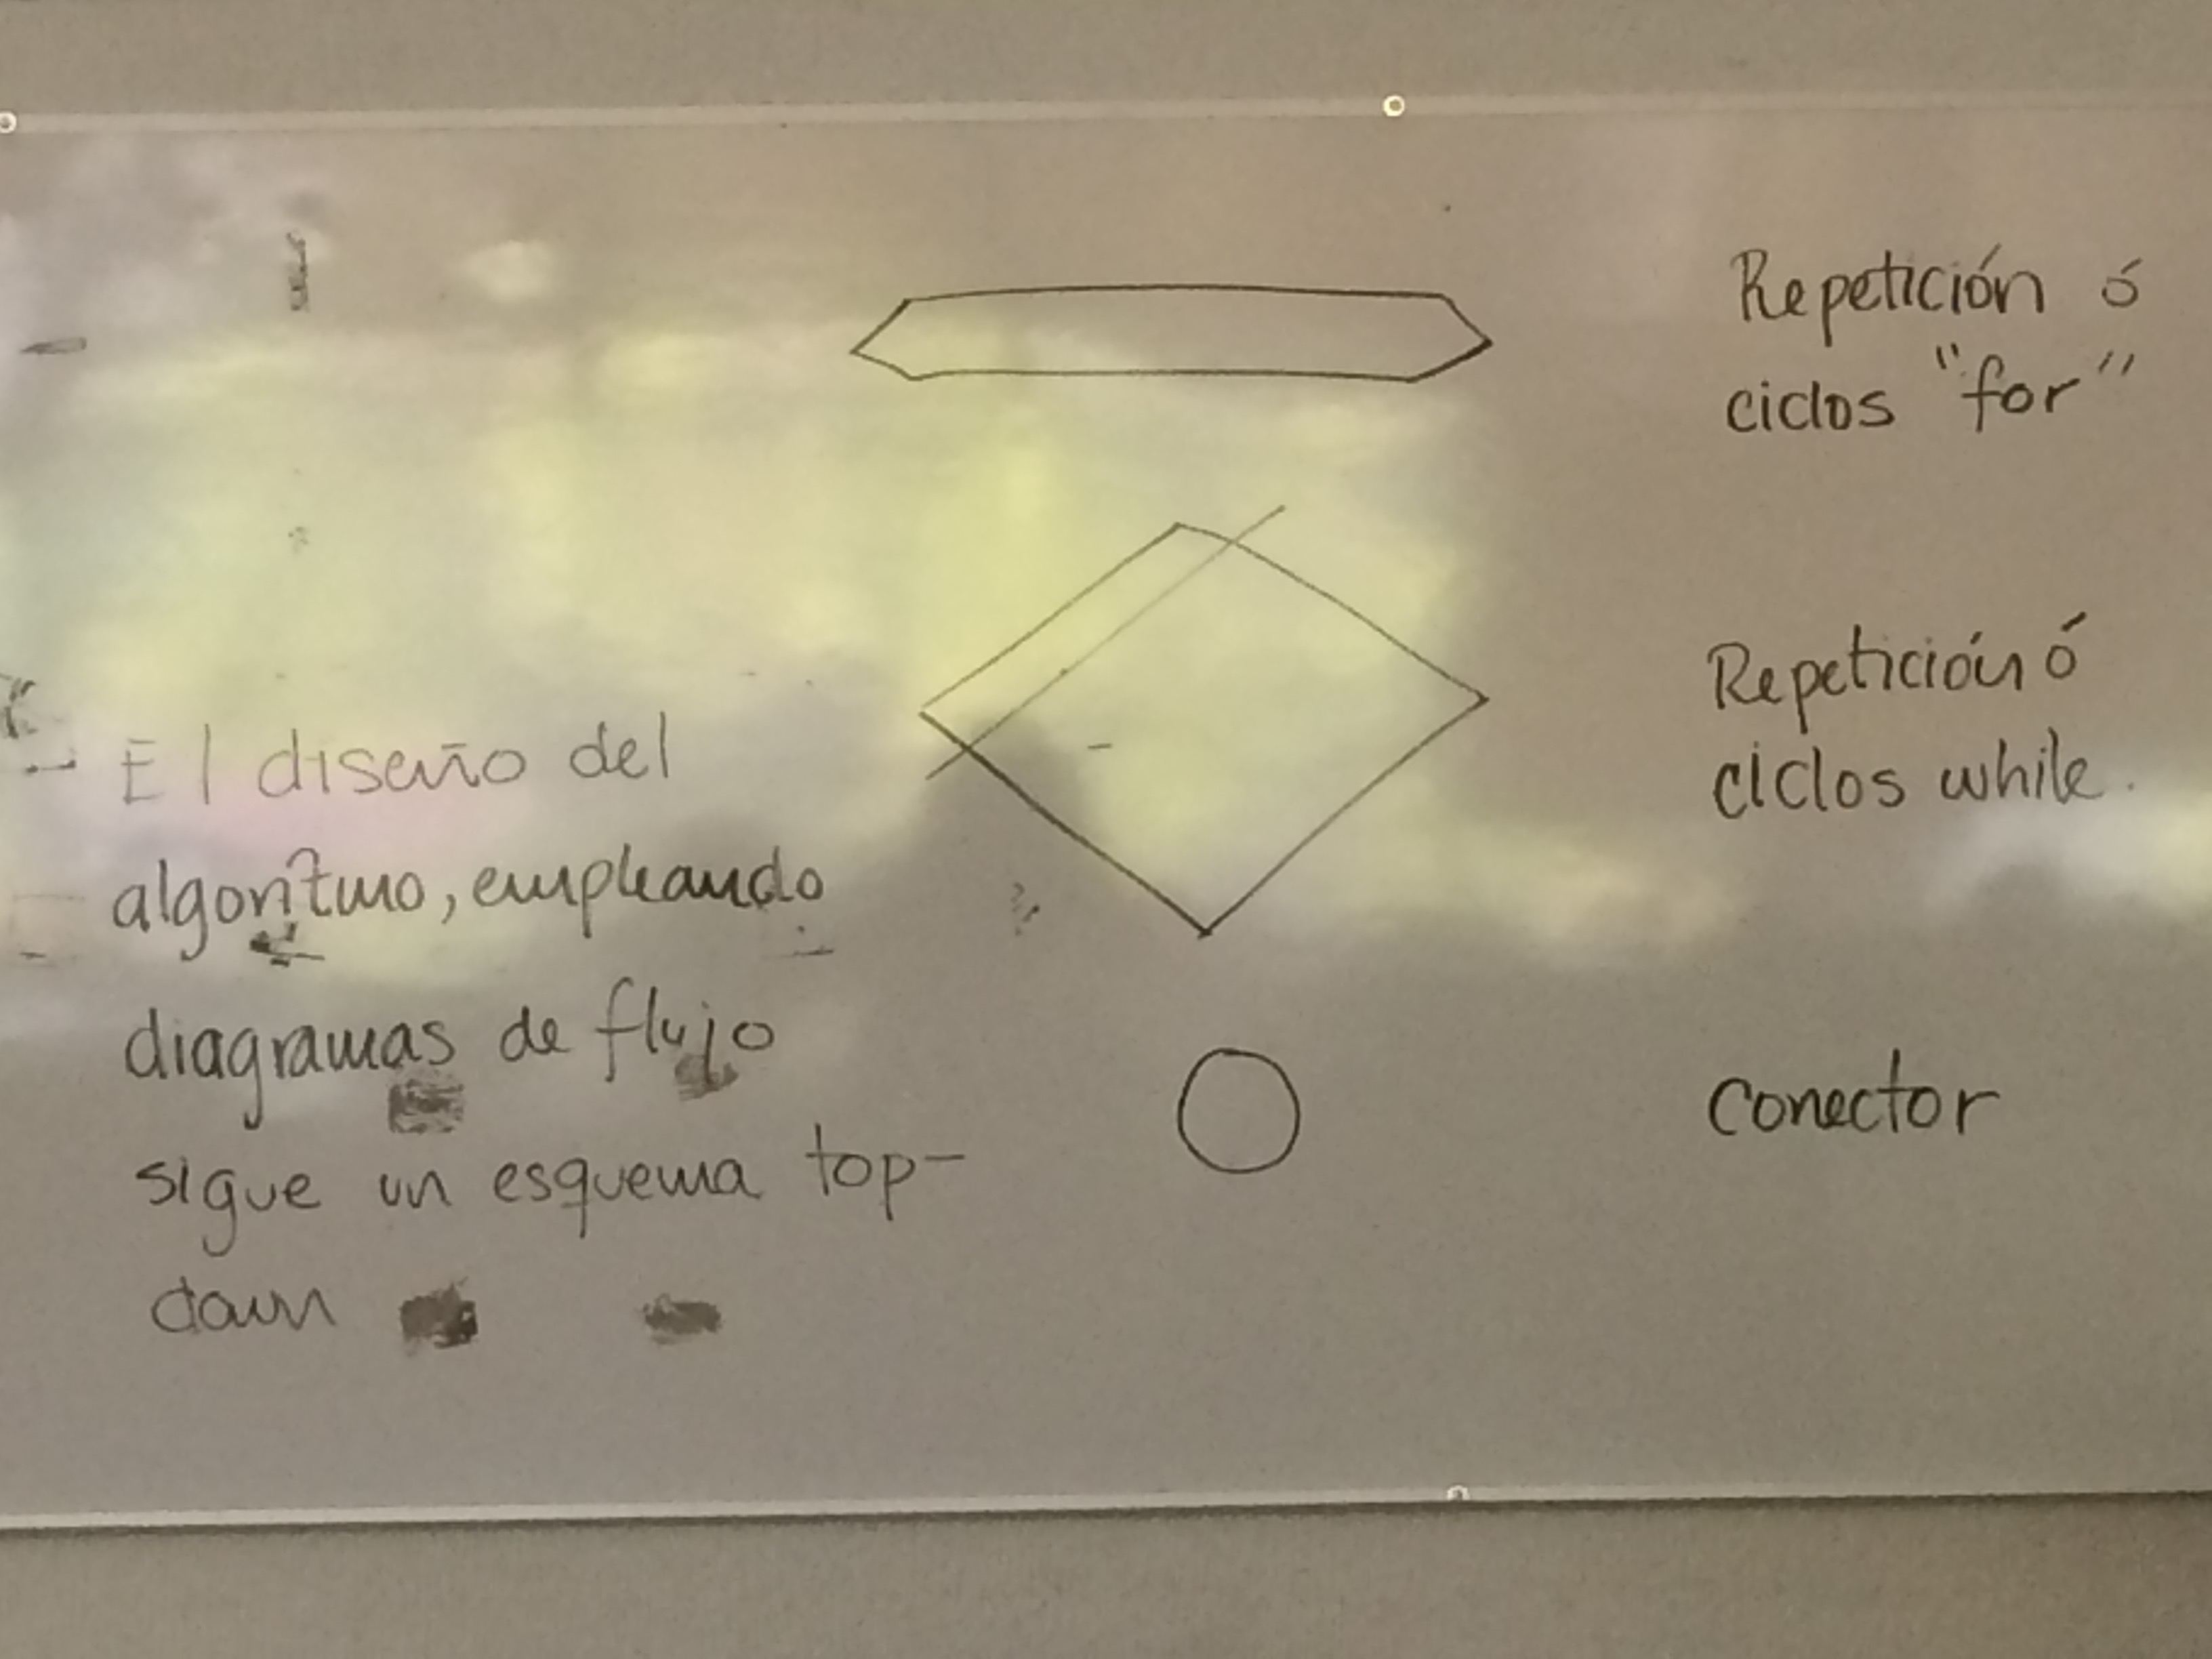 Repetición ó
ciclos "for"
Repetición ó
ciclos while.
El diseño del
algoritmo, empleando
diagramas de flujo
sigue un esquema top-
down
conector